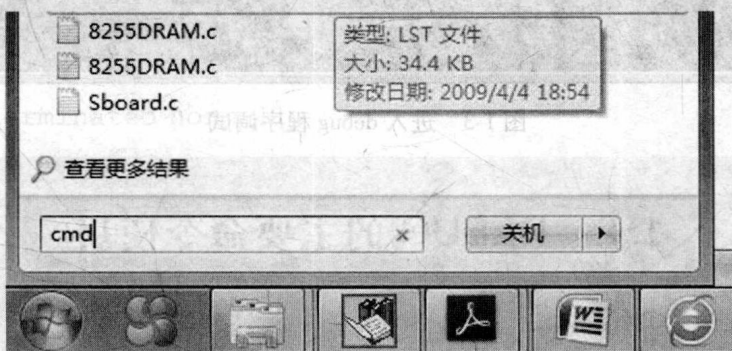 8255DRAM.c
8255DRAM.c
Sboard.c
类型: LST 文件
大小: 34.4 KB
修改日期: 2009/4/4 18:54
查看更多结果
cmd
×
关机